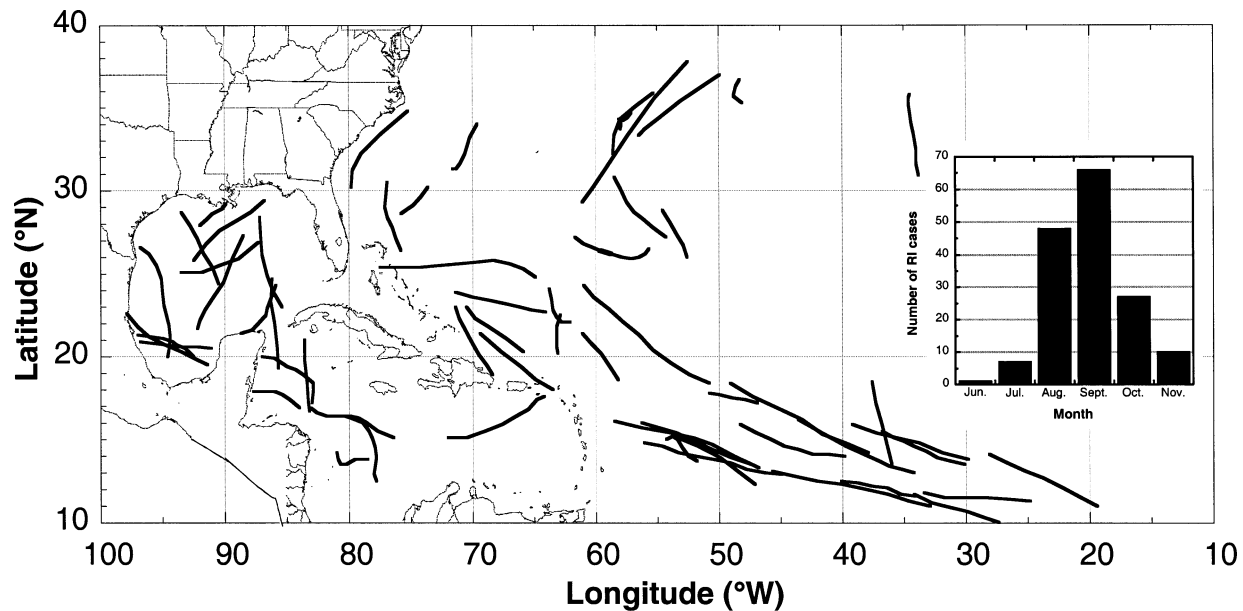 40
30
20
10
Latitude (°N)
100 90 80 70 60 50 40 30 20 10
Longitude (°W)
70
60
50
40
30
20
10
0
Number of RI cases
Jun. Jul. Aug. Sept. Oct. Nov.
Month